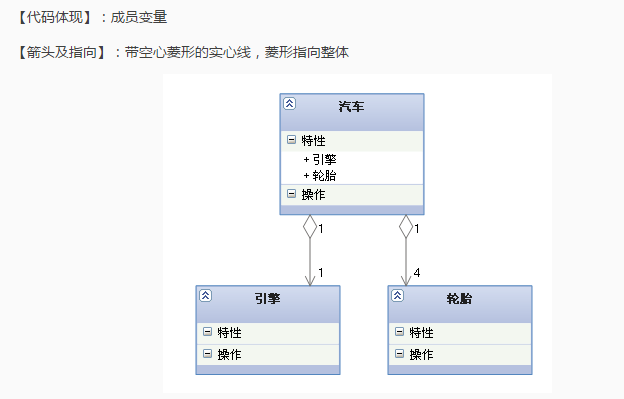 【代码体现】：成员变量
【箭头及指向】：带空心菱形的实心线，菱形指向整体
汽车
特性
+ 引擎
+ 轮胎
操作
1
1
1
4
引擎
轮胎
特性
特性
操作
操作